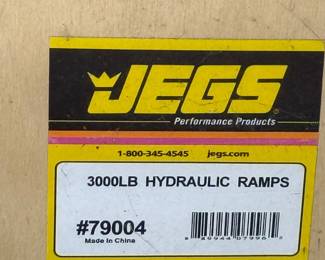 JEGS
Performance Products
1-800-345-4545 jegs.com
3000LB HYDRAULIC RAMPS
#79004
Made in China